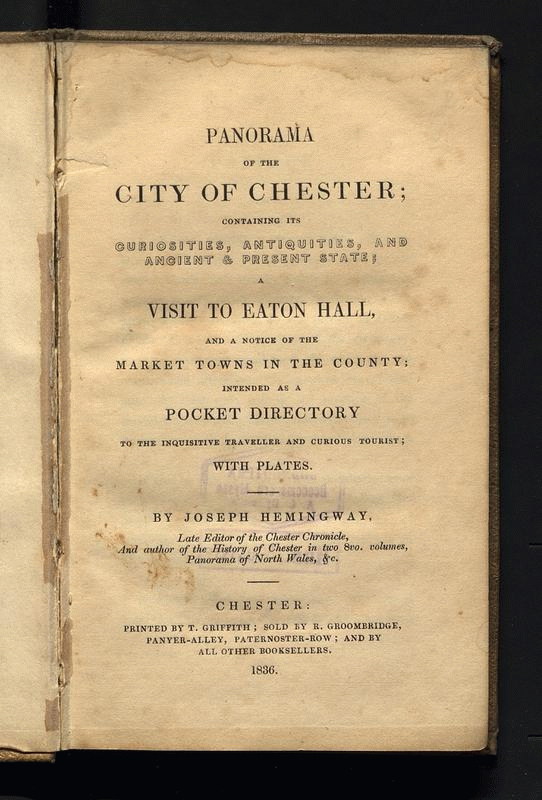 PANORAMA
OF THE
CITY OF CHESTER;
CONTAINING ITS
CURIOSITIES, ANTIQUITIES, AND
ANCIENT & PRESENT STATE;
A
VISIT TO EATON HALL,
AND A NOTICE OF THE
MARKET TOWNS IN THE COUNTY;
INTENDED AS A
POCKET DIRECTORY
TO THE INQUISITIVE TRAVELLER AND CURIOUS TOURIST;
WITH PLATES.
BY JOSEPH HEMINGWAY,
Late Editor of the Chester Chronicle,
And author of the History of Chester in two 8vo. volumes,
Panorama of North Wales, &c.
CHESTER:
PRINTED BY T. GRIFFITH; SOLD BY R. GROOMBRIDGE,
PANYER-ALLEY, PATERNOSTER-ROW; AND BY
ALL OTHER BOOKSELLERS.
1836.